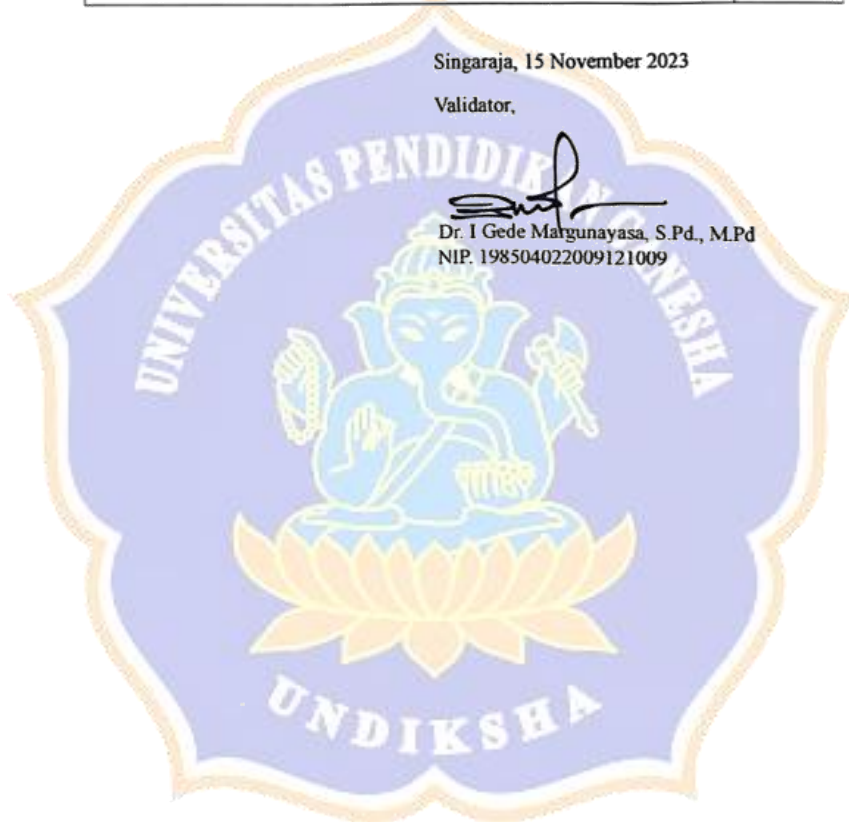 Singaraja, 15 November 2023
Validator,
Dr. I Gede Margunayasa, S.Pd., M.Pd
NIP. 198504022009121009
UNIVERSITAS PENDIDIKAN GANESHA
UNDIKSHA